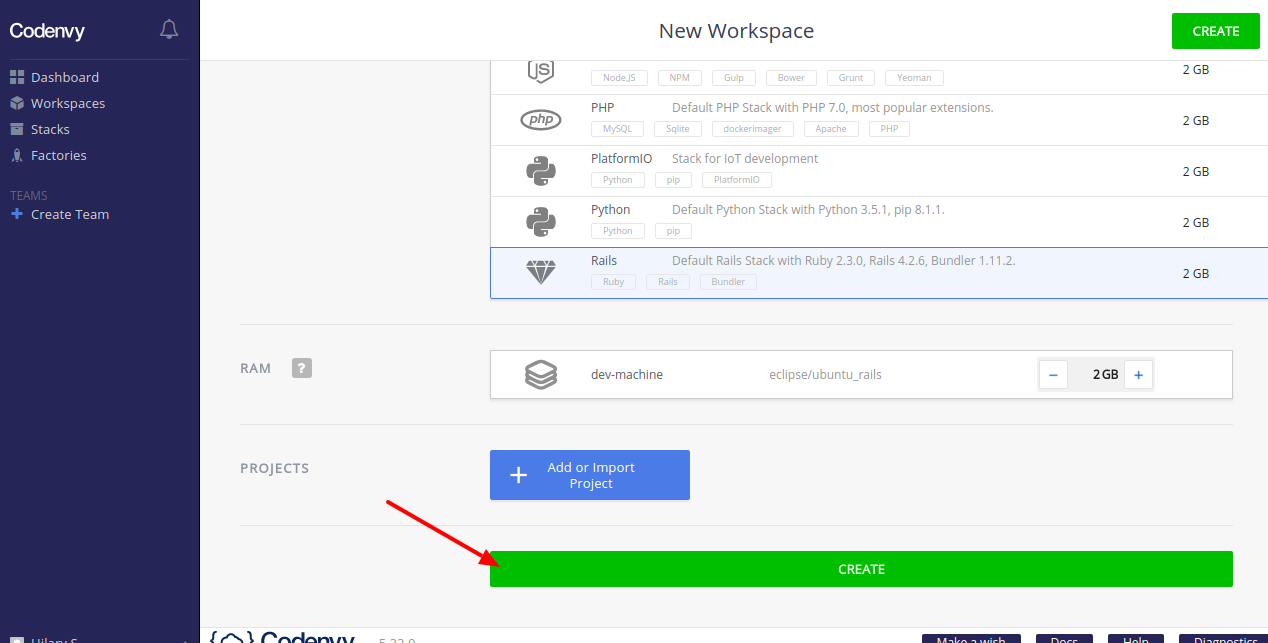 Codenvy
Dashboard
Workspaces
Stacks
Factories
TEAMS
+ Create Team
Hilary S
New Workspace
CREATE
JS
Node.JS NPM Gulp Bower Grunt Yeoman
2 GB
php
PHP Default PHP Stack with PHP 7.0, most popular extensions.
MySQL Sqlite dockerimager Apache PHP
2 GB
PlatformIO Stack for IoT development
Python pip PlatformIO
2 GB
Python Default Python Stack with Python 3.5.1, pip 8.1.1.
Python pip
2 GB
Rails Default Rails Stack with Ruby 2.3.0, Rails 4.2.6, Bundler 1.11.2.
Ruby Rails Bundler
2 GB
RAM ?
dev-machine eclipse/ubuntu_rails − 2 GB +
PROJECTS
+ Add or Import
Project
CREATE
Codenvy 5.22.0 Make a wish Docs Help Diagnostics